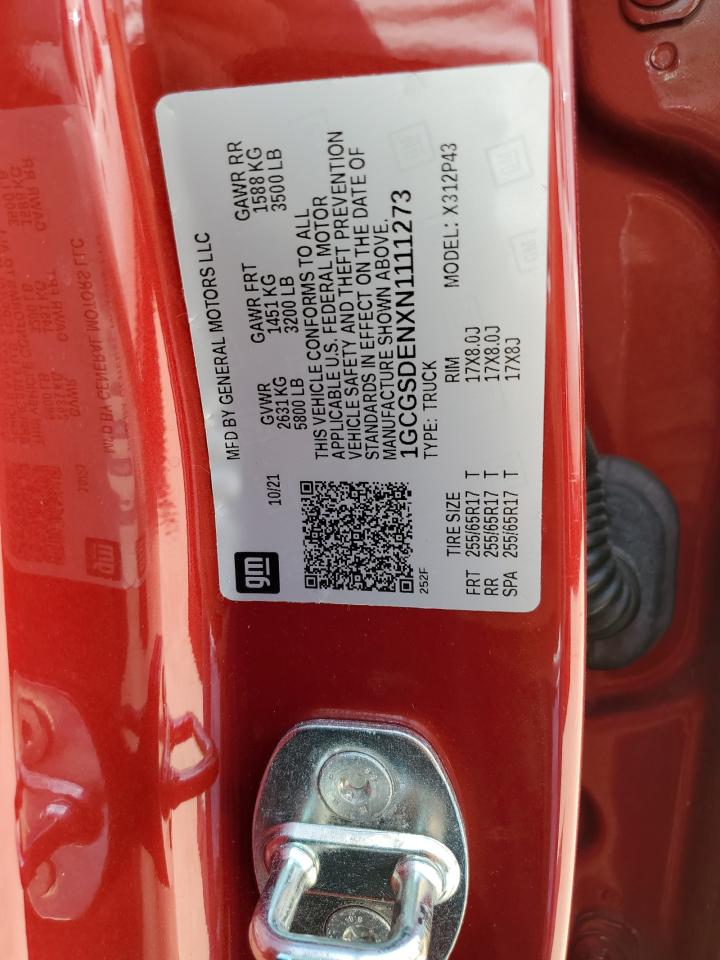 gm
10/21
MFD BY GENERAL MOTORS LLC
GVWR GAWR FRT GAWR RR
2631 KG 1451 KG 1588 KG
5800 LB 3200 LB 3500 LB
THIS VEHICLE CONFORMS TO ALL
APPLICABLE U.S. FEDERAL MOTOR
VEHICLE SAFETY AND THEFT PREVENTION
STANDARDS IN EFFECT ON THE DATE OF
MANUFACTURE SHOWN ABOVE.
1GCGSDENXN1111273
TYPE: TRUCK MODEL: X312P43
252F
TIRE SIZE RIM
FRT 255/65R17 T 17X8.0J
RR 255/65R17 T 17X8.0J
SPA 255/65R17 T 17X8J